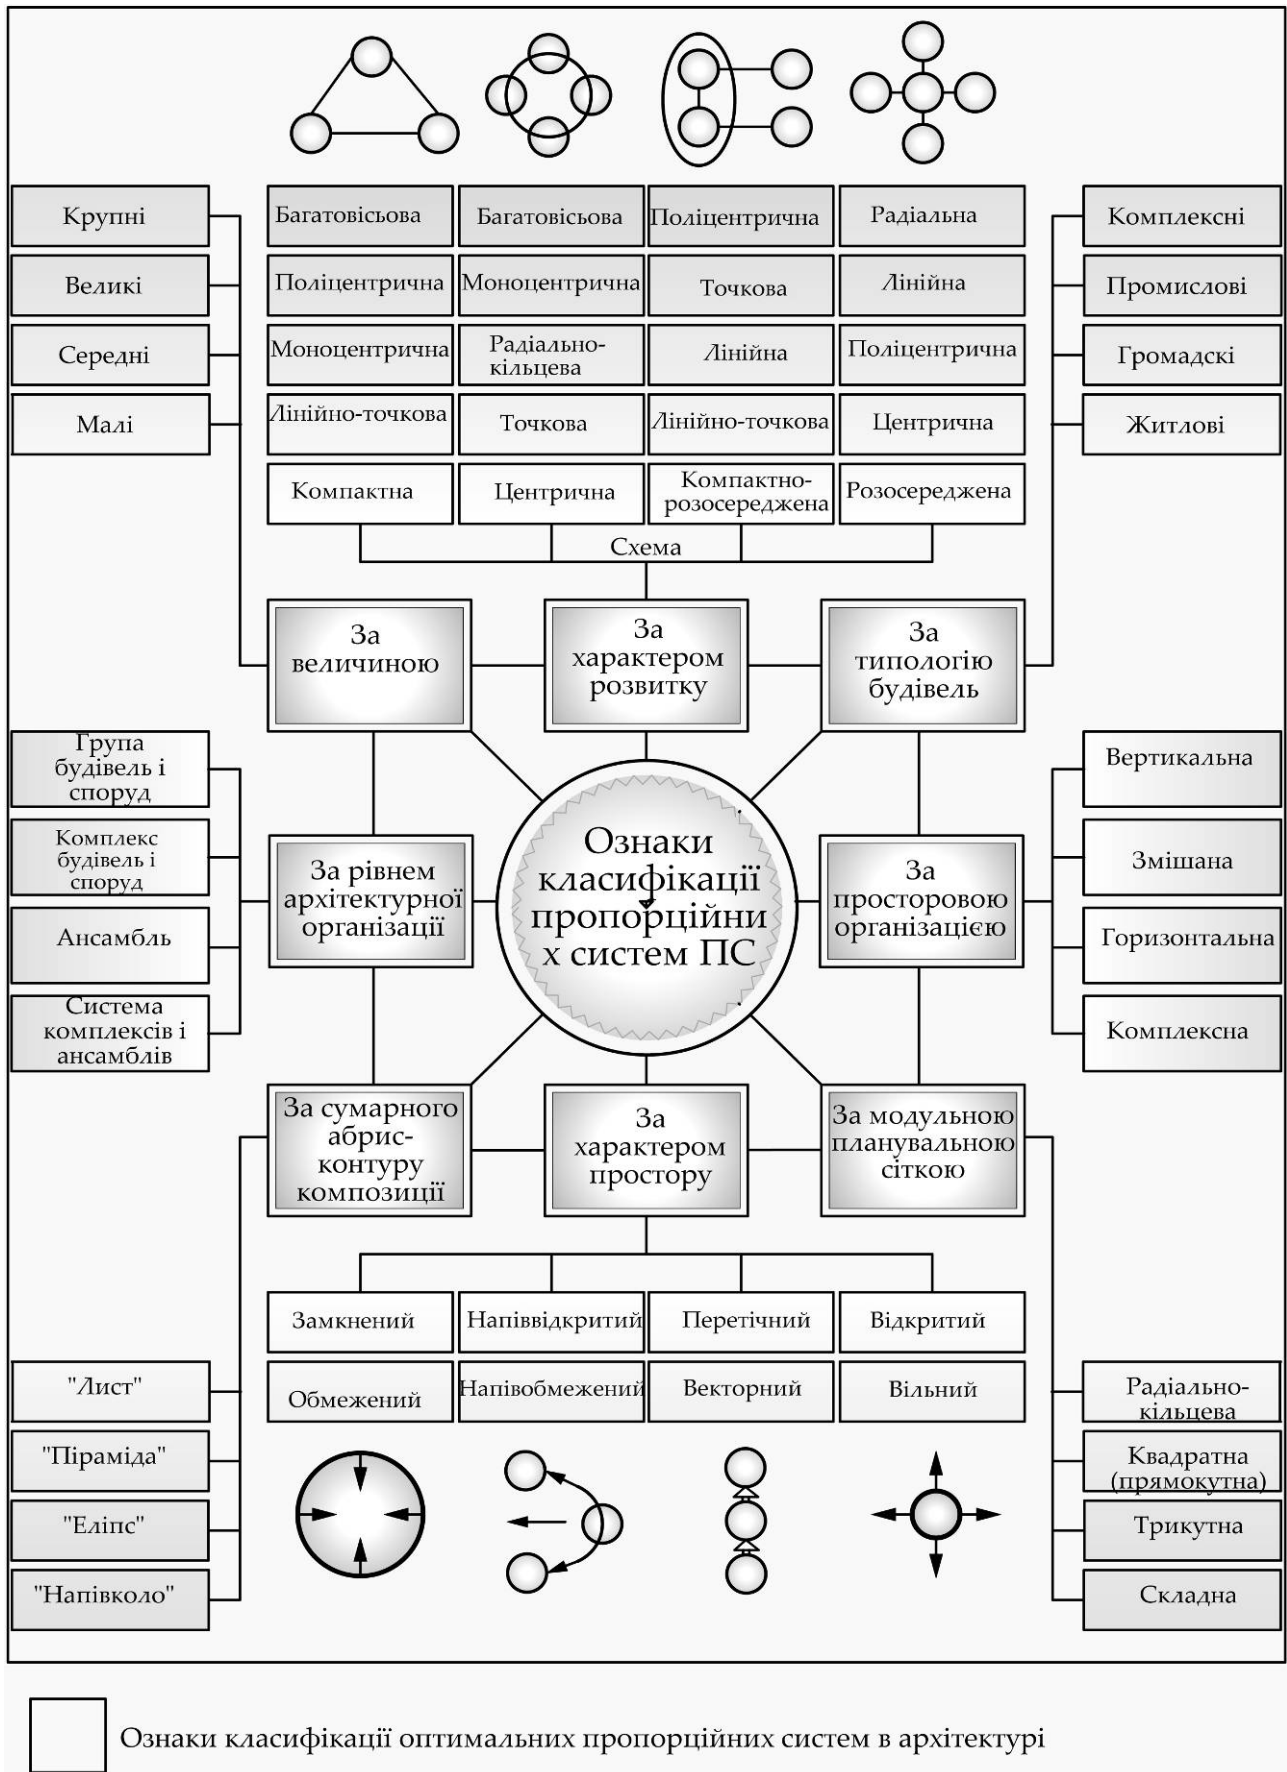 Крупні
Великі
Середні
Малі
Багатовісьова
Багатовісьова
Поліцентрична
Радіальна
Поліцентрична
Моноцентрична
Точкова
Лінійна
Моноцентрична
Радіально-
кільцева
Лінійна
Поліцентрична
Лінійно-точкова
Точкова
Лінійно-точкова
Центрична
Компактна
Центрична
Компактно-
розосереджена
Розосереджена
Комплексні
Промислові
Громадскі
Житлові
Схема
За
величиною
За
характером
розвитку
За
типологію
будівель
Група
будівель і
споруд
Комплекс
будівель і
споруд
Ансамбль
Система
комплексів і
ансамблів
За рівнем
архітектурної
організації
Ознаки
класифікації
пропорційни
х систем ПС
За
просторовою
організацією
Вертикальна
Змішана
Горизонтальна
Комплексна
За сумарного
абрис-
контуру
композиції
За
характером
простору
За модульною
планувальною
сіткою
Замкнений
Напіввідкритий
Перетічний
Відкритий
Обмежений
Напівобмежений
Векторний
Вільний
"Лист"
"Піраміда"
"Еліпс"
"Напівколо"
Радіально-
кільцева
Квадратна
(прямокутна)
Трикутна
Складна
Ознаки класифікації оптимальних пропорційних систем в архітектурі